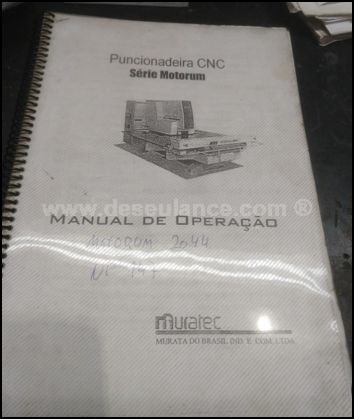 Puncionadeira CNC
Série Motorum
www.deseulance.com ®
MANUAL DE OPERAÇÃO
MOTORUM 2044
muratec
MURATA DO BRASIL IND. E COM. LTDA.